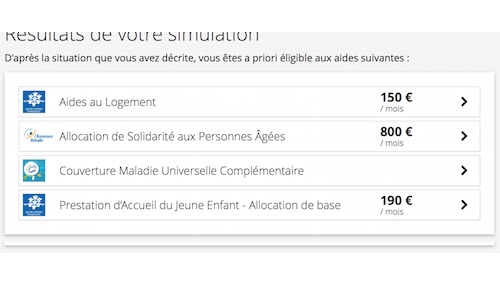 Résultats de votre simulation
D'après la situation que vous avez décrite, vous êtes a priori éligible aux aides suivantes :
Aides au Logement
150 €
/ mois
Allocation de Solidarité aux Personnes Âgées
800 €
/ mois
Couverture Maladie Universelle Complémentaire
Prestation d'Accueil du Jeune Enfant - Allocation de base
190 €
/ mois